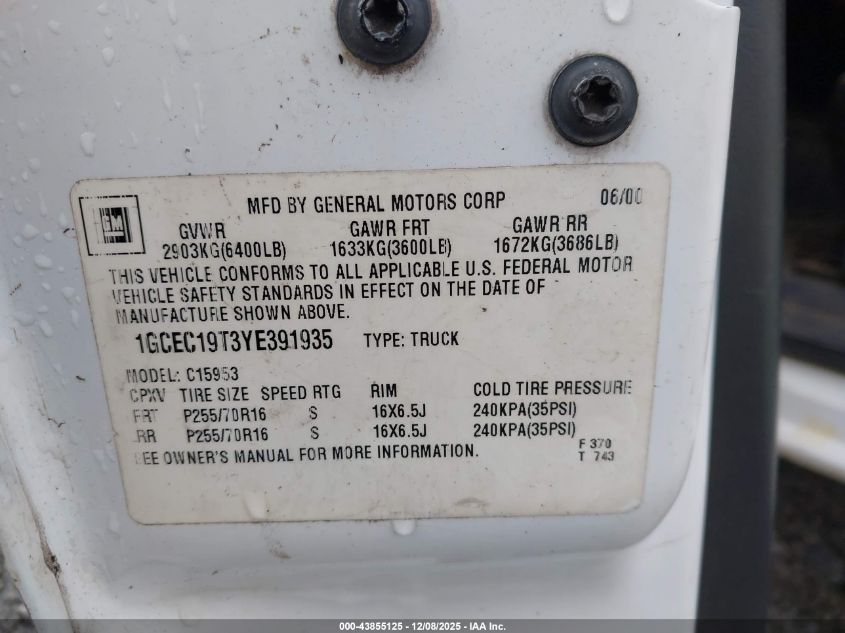 MFD BY GENERAL MOTORS CORP 06/00
GM
GVWR GAWR FRT GAWR RR
2903KG(6400LB) 1633KG(3600LB) 1672KG(3686LB)
THIS VEHICLE CONFORMS TO ALL APPLICABLE U.S. FEDERAL MOTOR
VEHICLE SAFETY STANDARDS IN EFFECT ON THE DATE OF
MANUFACTURE SHOWN ABOVE.
1GCEC19T3YE391935 TYPE: TRUCK
MODEL: C15953
CPXV TIRE SIZE SPEED RTG RIM COLD TIRE PRESSURE
FRT P255/70R16 S 16X6.5J 240KPA(35PSI)
RR P255/70R16 S 16X6.5J 240KPA(35PSI)
SEE OWNER'S MANUAL FOR MORE INFORMATION.
F 370
T 743
000-43855125 - 12/08/2025 - IAA Inc.